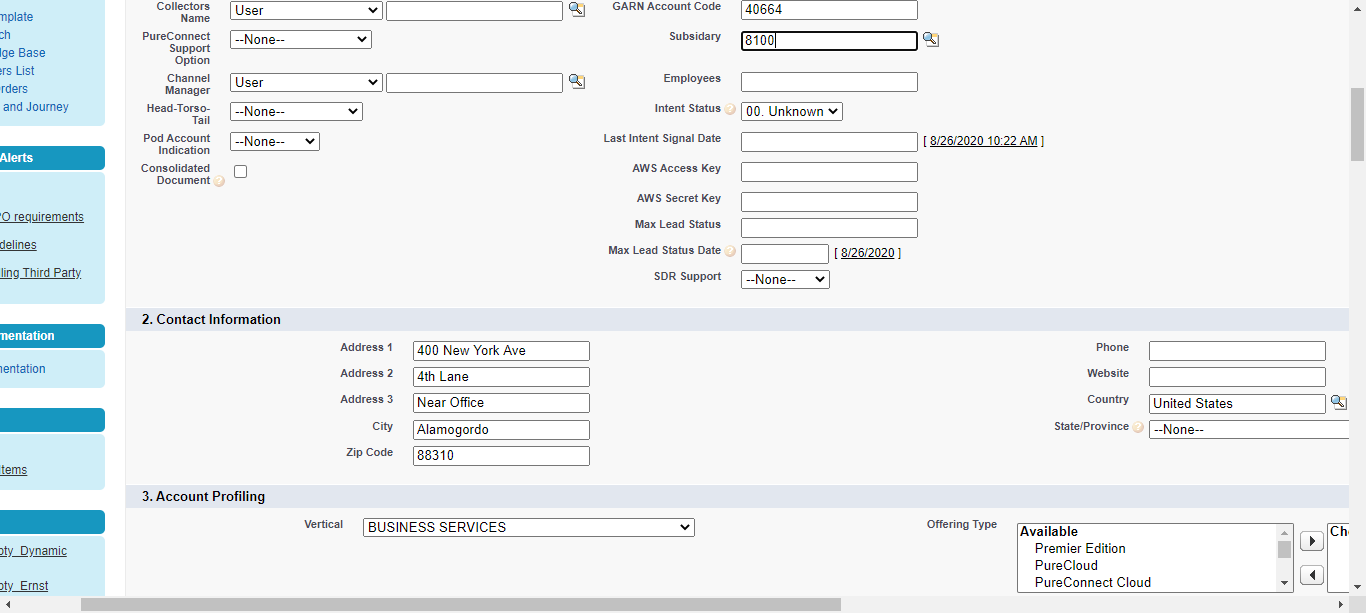 mplate
ch
dge Base
ers List
orders
and Journey
Alerts
PO requirements
delines
ling Third Party
mentation
nentation
Items
pty_Dynamic
pty_Ernst
Collectors
Name
User
PureConnect
Support
Option
--None--
Channel
Manager
User
Head-Torso-
Tail
--None--
Pod Account
Indication
--None--
Consolidated
Document
GARN Account Code
40664
Subsidary
8100
Employees
Intent Status
00. Unknown
Last Intent Signal Date
[ 8/26/2020 10:22 AM ]
AWS Access Key
AWS Secret Key
Max Lead Status
Max Lead Status Date
[ 8/26/2020 ]
SDR Support
--None--
2. Contact Information
Address 1
400 New York Ave
Address 2
4th Lane
Address 3
Near Office
City
Alamogordo
Zip Code
88310
Phone
Website
Country
United States
State/Province
--None--
3. Account Profiling
Vertical
BUSINESS SERVICES
Offering Type
Available
Premier Edition
PureCloud
PureConnect Cloud
Cho